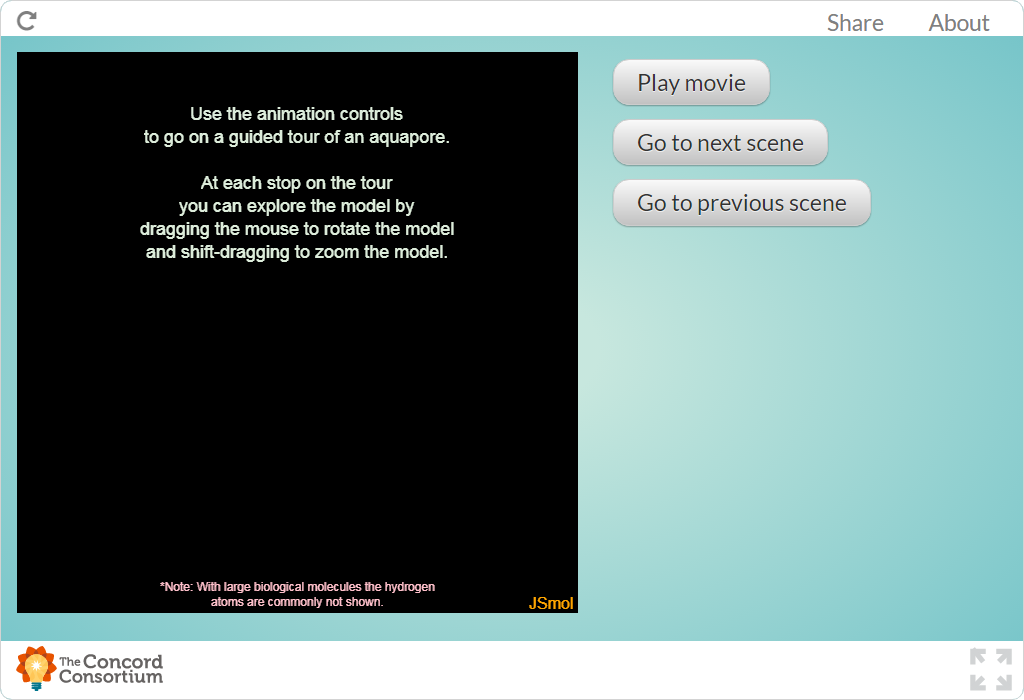 Share About
Use the animation controls
to go on a guided tour of an aquapore.
At each stop on the tour
you can explore the model by
dragging the mouse to rotate the model
and shift-dragging to zoom the model.
*Note: With large biological molecules the hydrogen
atoms are commonly not shown.
JSmol
Play movie
Go to next scene
Go to previous scene
The Concord
Consortium